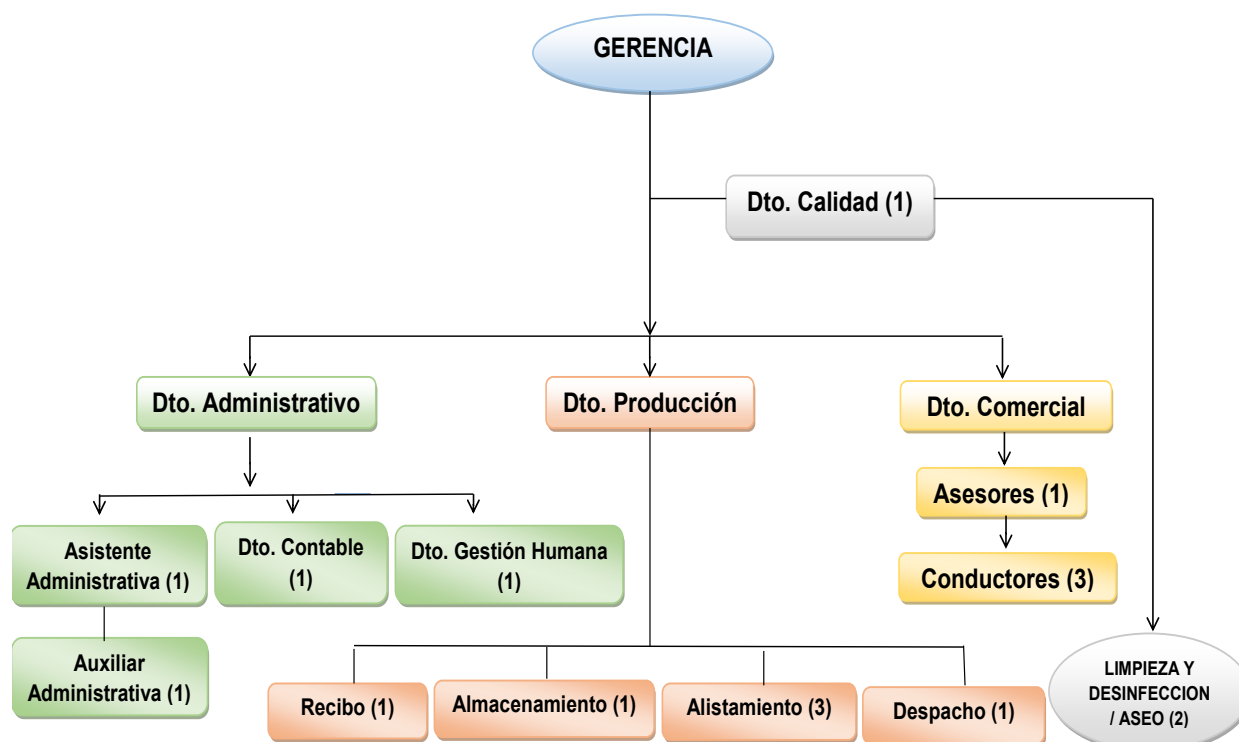 GERENCIA
Dto. Calidad (1)
Dto. Administrativo
Dto. Producción
Dto. Comercial
Asesores (1)
Conductores (3)
Asistente
Administrativa (1)
Dto. Contable
(1)
Dto. Gestión Humana
(1)
Auxiliar
Administrativa (1)
Recibo (1)
Almacenamiento (1)
Alistamiento (3)
Despacho (1)
LIMPIEZA Y
DESINFECCION
/ ASEO (2)